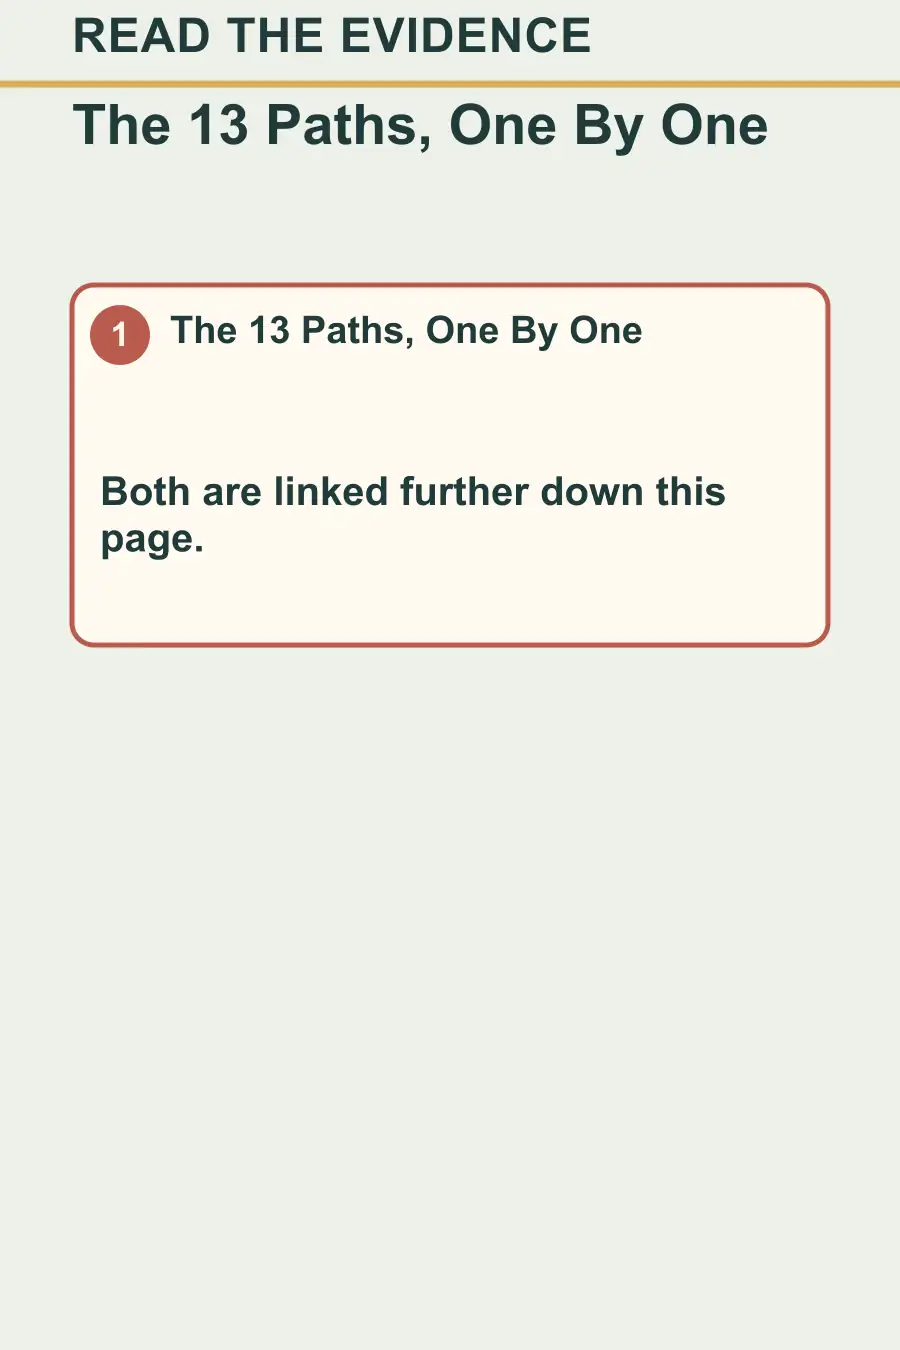 READ THE EVIDENCE
The 13 Paths, One By One
1
The 13 Paths, One By One
Both are linked further down this
page.